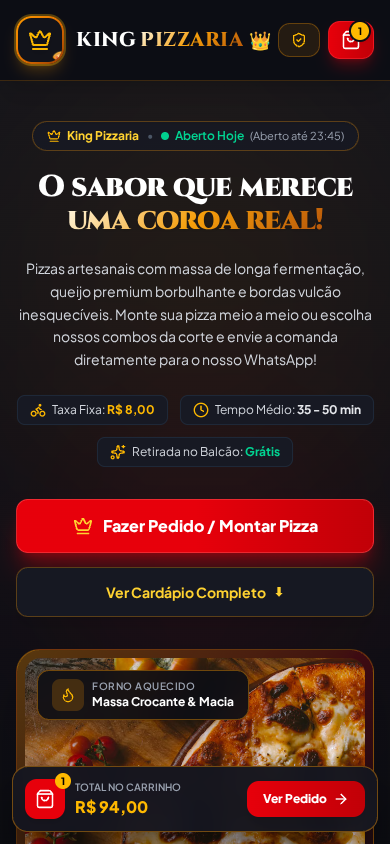 KING PIZZARIA 👑
1
King Pizzaria • Aberto Hoje (Aberto até 23:45)
O SABOR QUE MERECE
UMA COROA REAL!
Pizzas artesanais com massa de longa fermentação,
queijo premium borbulhante e bordas vulcão
inesquecíveis. Monte sua pizza meio a meio ou escolha
nossos combos da corte e envie a comanda
diretamente para o nosso WhatsApp!
Taxa Fixa: R$ 8,00
Tempo Médio: 35 - 50 min
Retirada no Balcão: Grátis
Fazer Pedido / Montar Pizza
Ver Cardápio Completo ⬇
FORNO AQUECIDO
Massa Crocante & Macia
1
TOTAL NO CARRINHO
R$ 94,00
Ver Pedido →